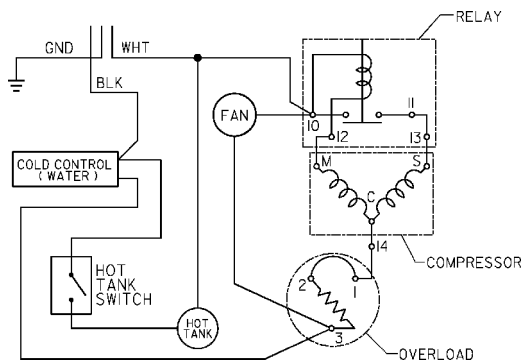 RELAY
GND
WHT
BLK
FAN
10
11
12
13
COLD CONTROL
(WATER)
M
S
C
14
COMPRESSOR
HOT
TANK
SWITCH
HOT TANK
2
1
3
OVERLOAD